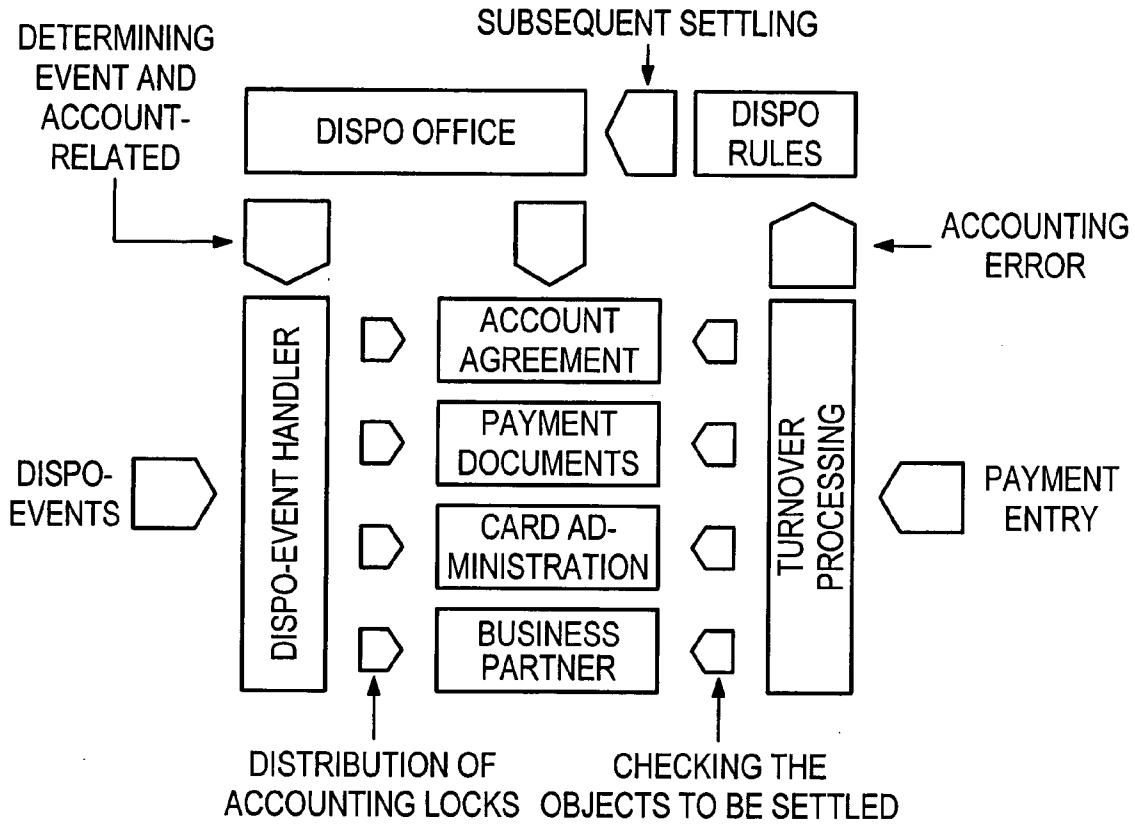 SUBSEQUENT SETTLING
DETERMINING
EVENT AND
ACCOUNT-
RELATED
DISPO OFFICE
DISPO
RULES
ACCOUNTING
ERROR
DISPO-EVENT HANDLER
ACCOUNT
AGREEMENT
PAYMENT
DOCUMENTS
CARD AD-
MINISTRATION
BUSINESS
PARTNER
TURNOVER
PROCESSING
DISPO-
EVENTS
PAYMENT
ENTRY
DISTRIBUTION OF
ACCOUNTING LOCKS
CHECKING THE
OBJECTS TO BE SETTLED